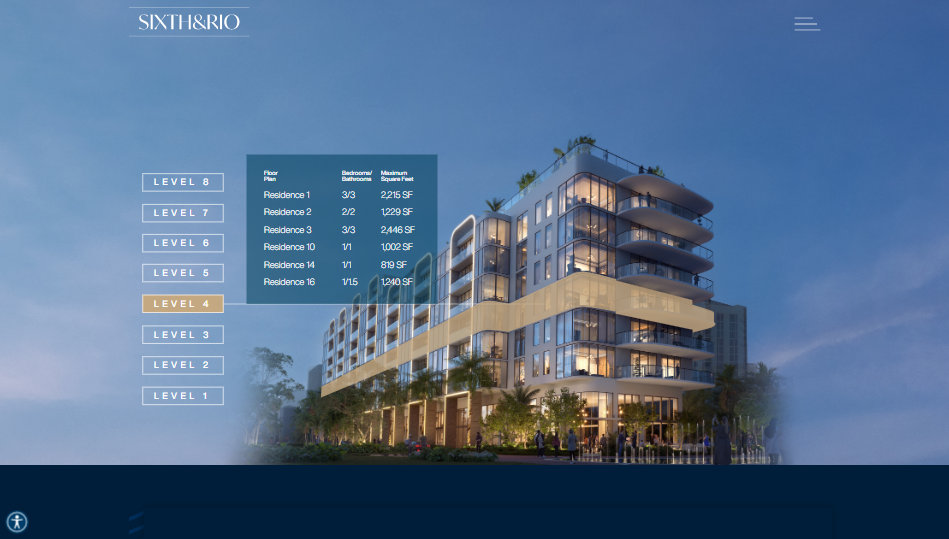 SIXTH&RIO
LEVEL 8
LEVEL 7
LEVEL 6
LEVEL 5
LEVEL 4
LEVEL 3
LEVEL 2
LEVEL 1
Floor Plan Bedrooms/ Bathrooms Maximum Square Feet
Residence 1 3/3 2,215 SF
Residence 2 2/2 1,229 SF
Residence 3 3/3 2,446 SF
Residence 10 1/1 1,002 SF
Residence 14 1/1 819 SF
Residence 16 1/1.5 1,240 SF